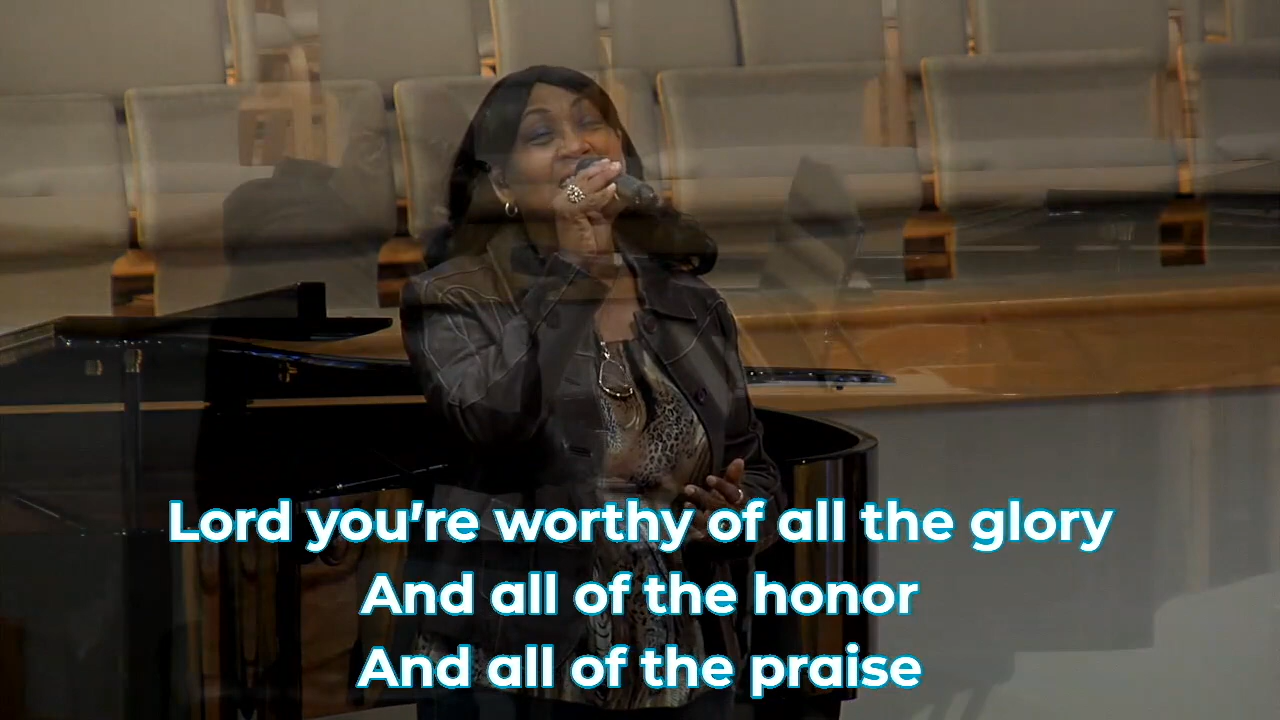 Lord you're worthy of all the glory
And all of the honor
And all of the praise